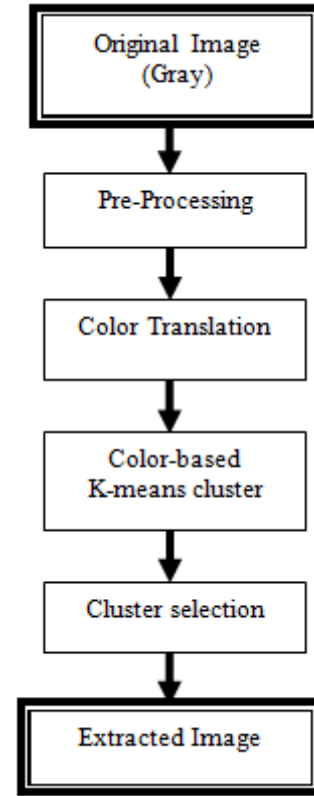 Original Image
(Gray)
Pre-Processing
Color Translation
Color-based
K-means cluster
Cluster selection
Extracted Image